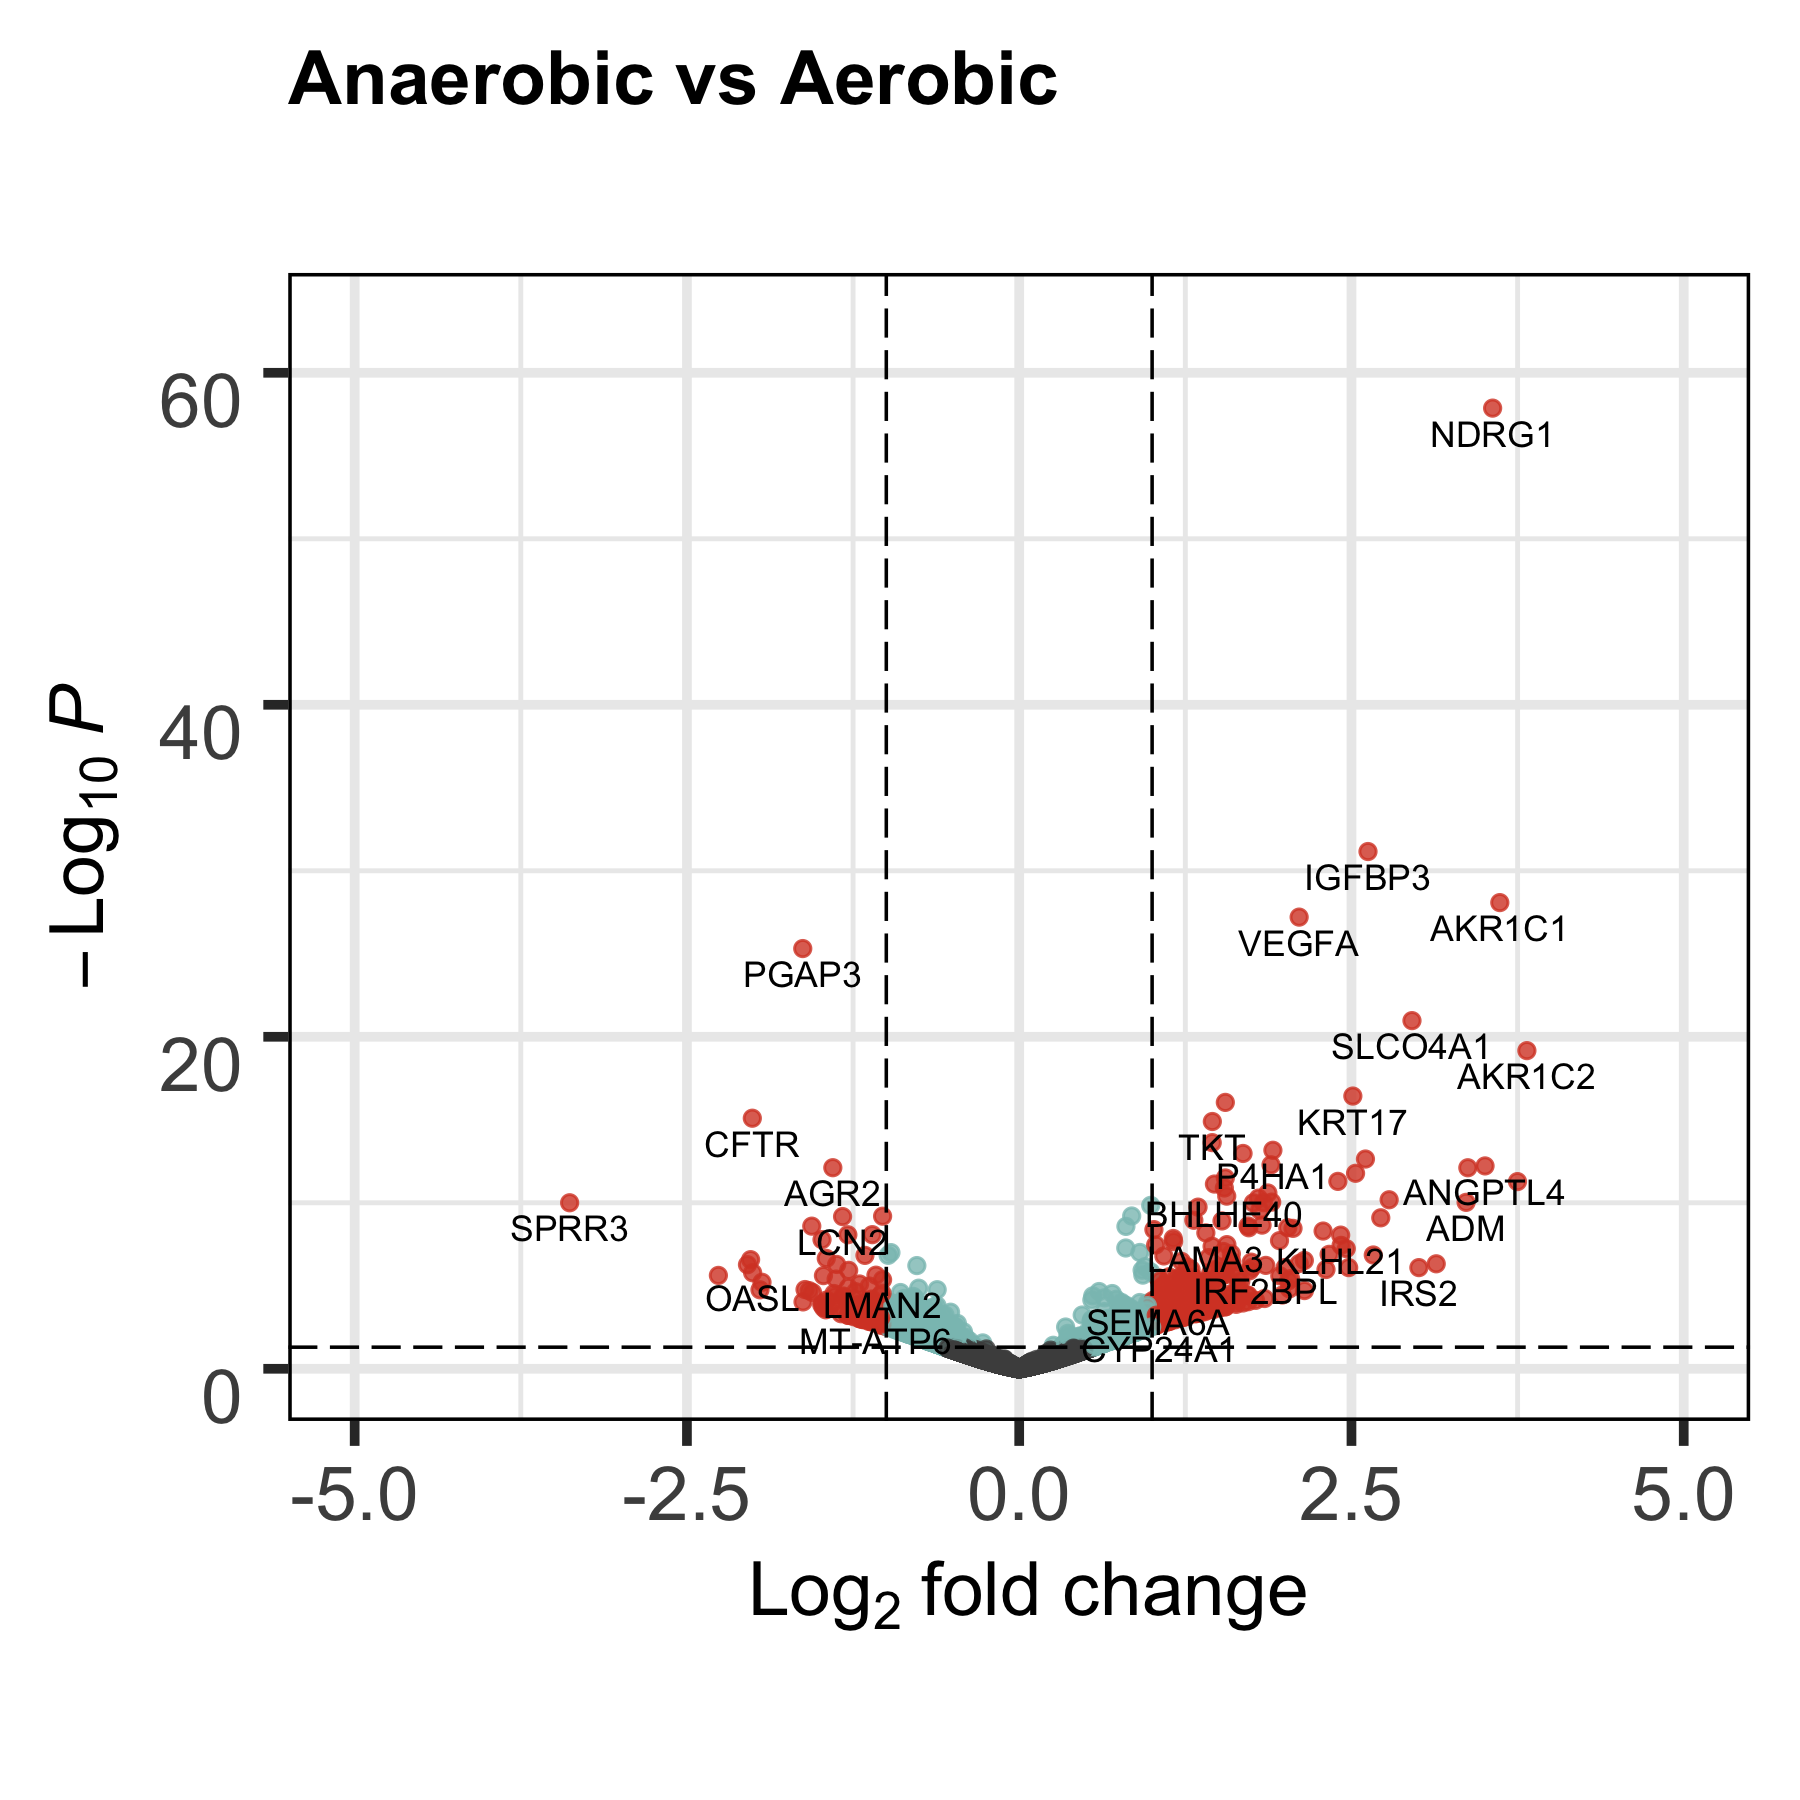 Anaerobic vs Aerobic
60
40
20
0
− Log10 P
NDRG1
IGFBP3
AKR1C1
VEGFA
PGAP3
SLCO4A1
AKR1C2
KRT17
CFTR
TKT
P4HA1
AGR2
ANGPTL4
BHLHE40
SPRR3
ADM
LCN2
LAMA3
KLHL21
OASL
IRF2BPL
IRS2
LMAN2
SEMA6A
MT-ATP6
CYP24A1
-5.0 -2.5 0.0 2.5 5.0
Log2 fold change